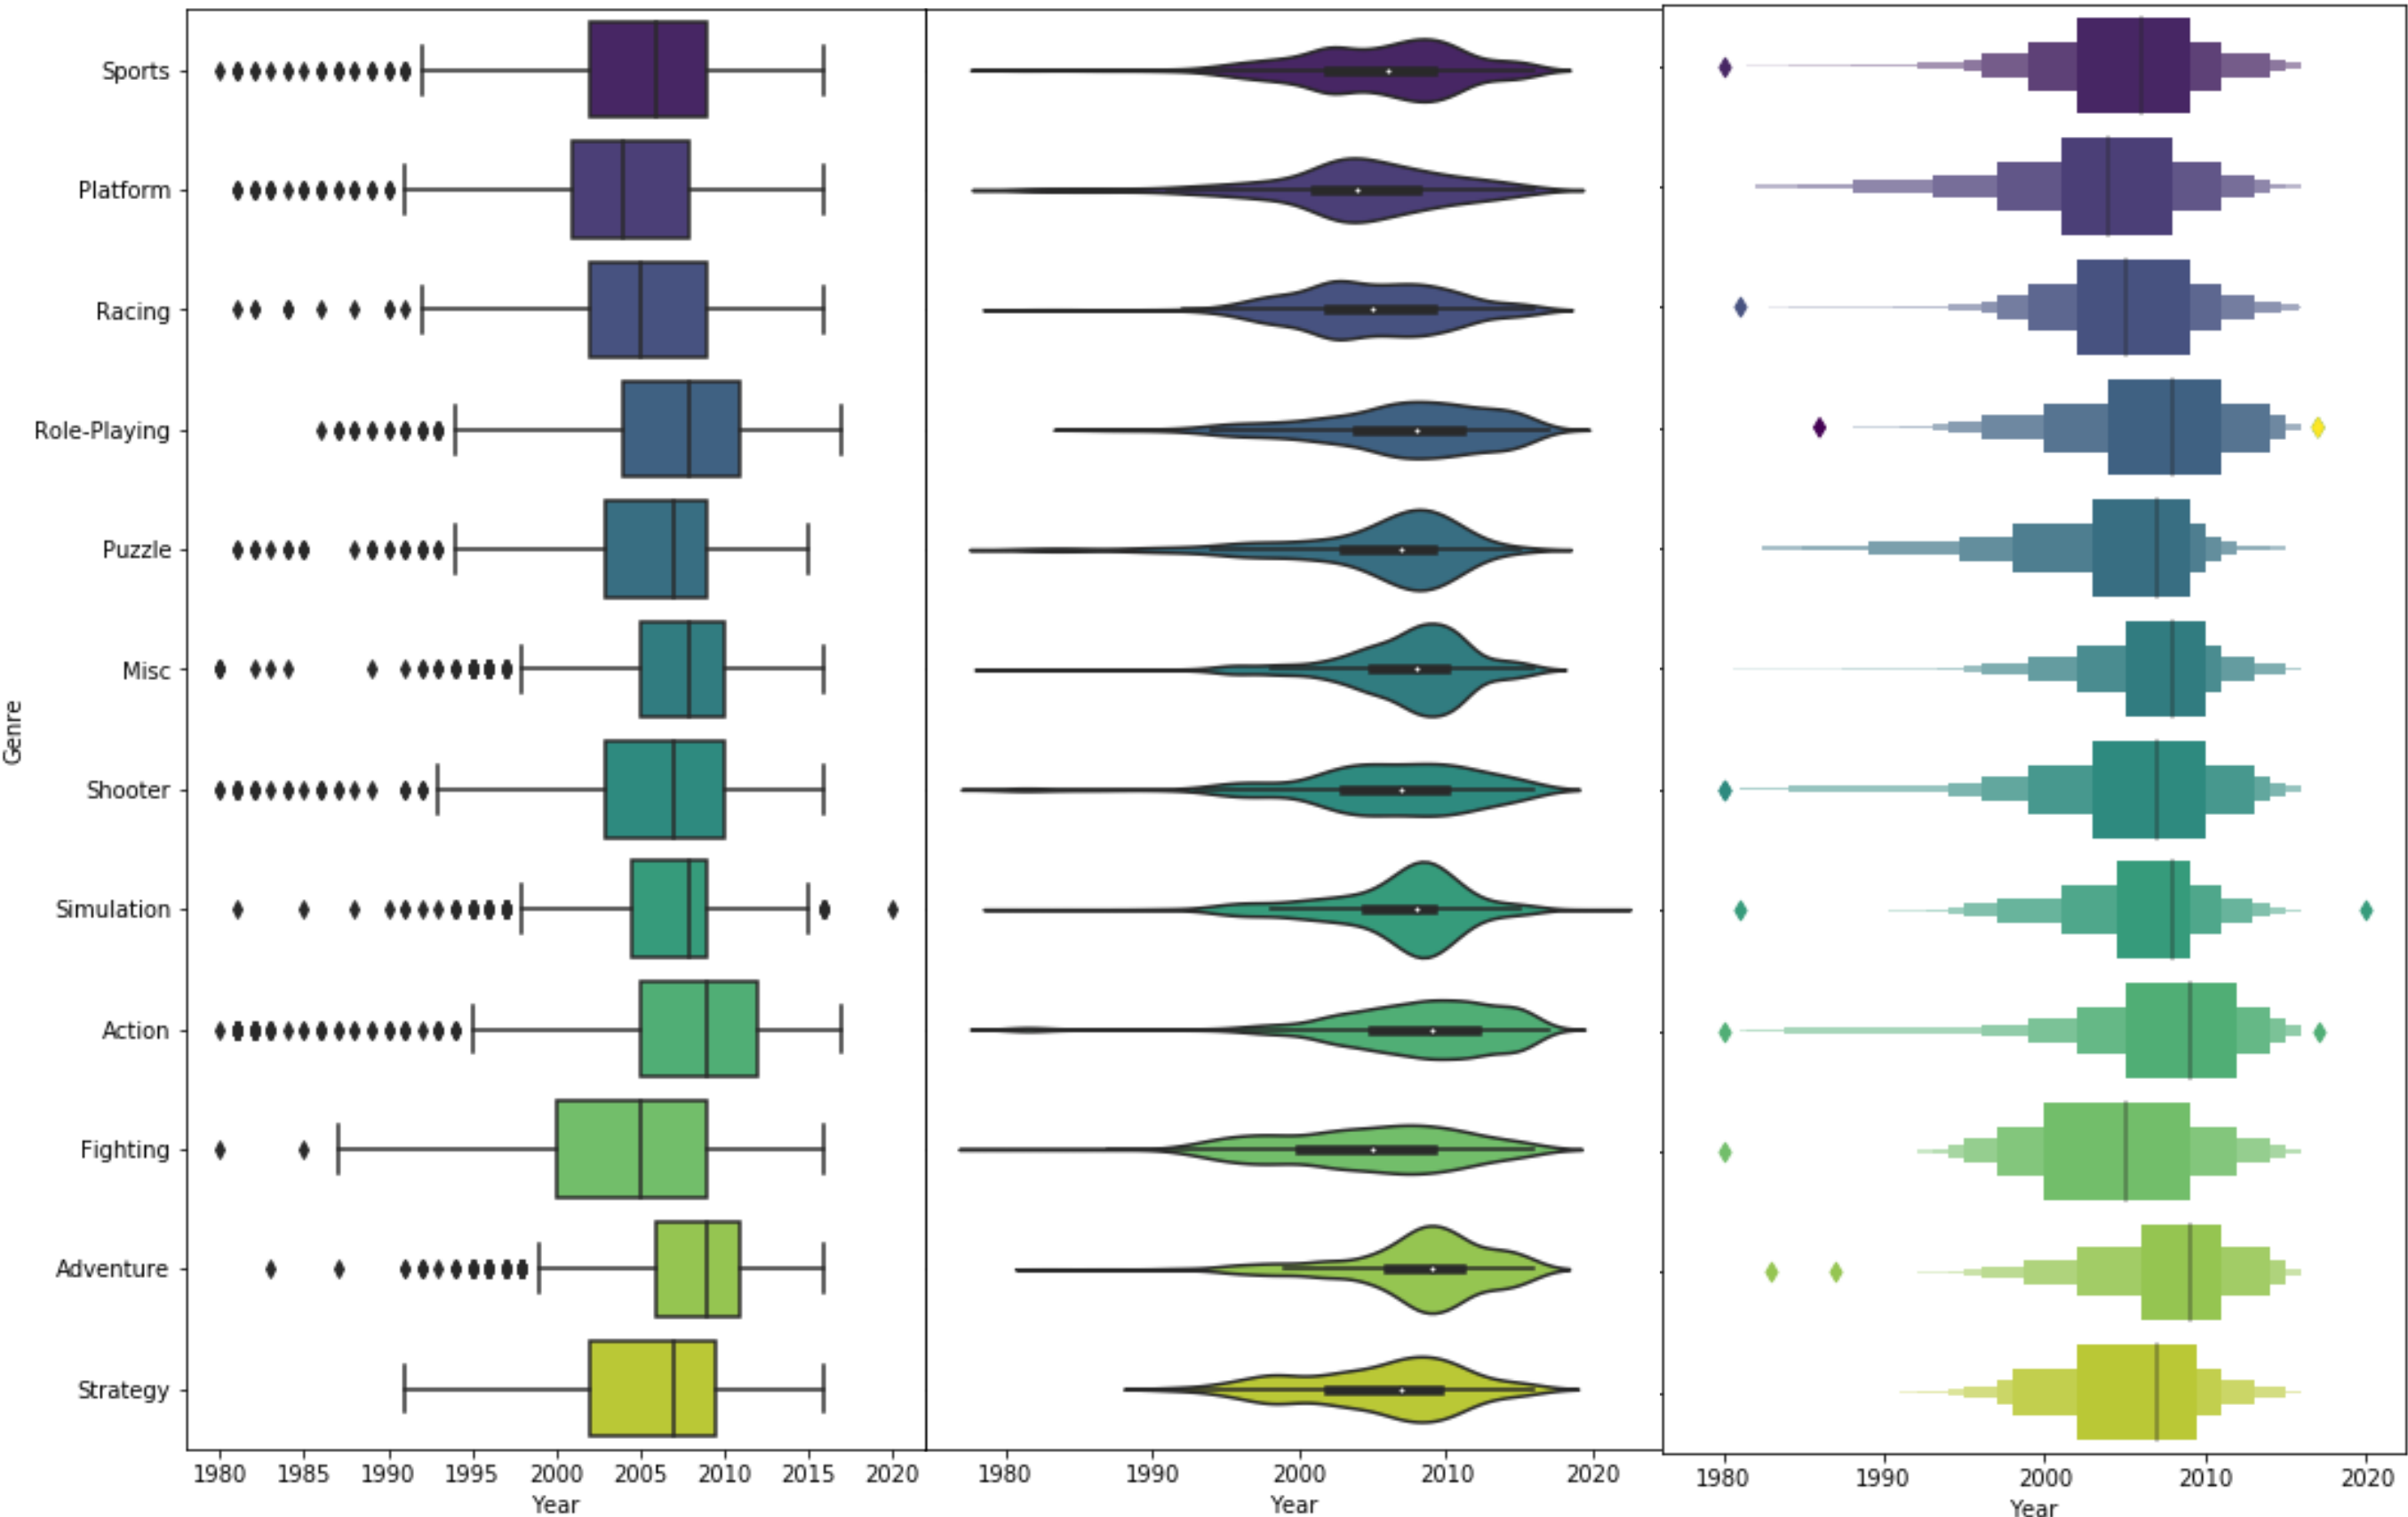 Genre
Sports
Platform
Racing
Role-Playing
Puzzle
Misc
Shooter
Simulation
Action
Fighting
Adventure
Strategy
1980 1985 1990 1995 2000 2005 2010 2015 2020
Year
1980 1990 2000 2010 2020
Year
1980 1990 2000 2010 2020
Year